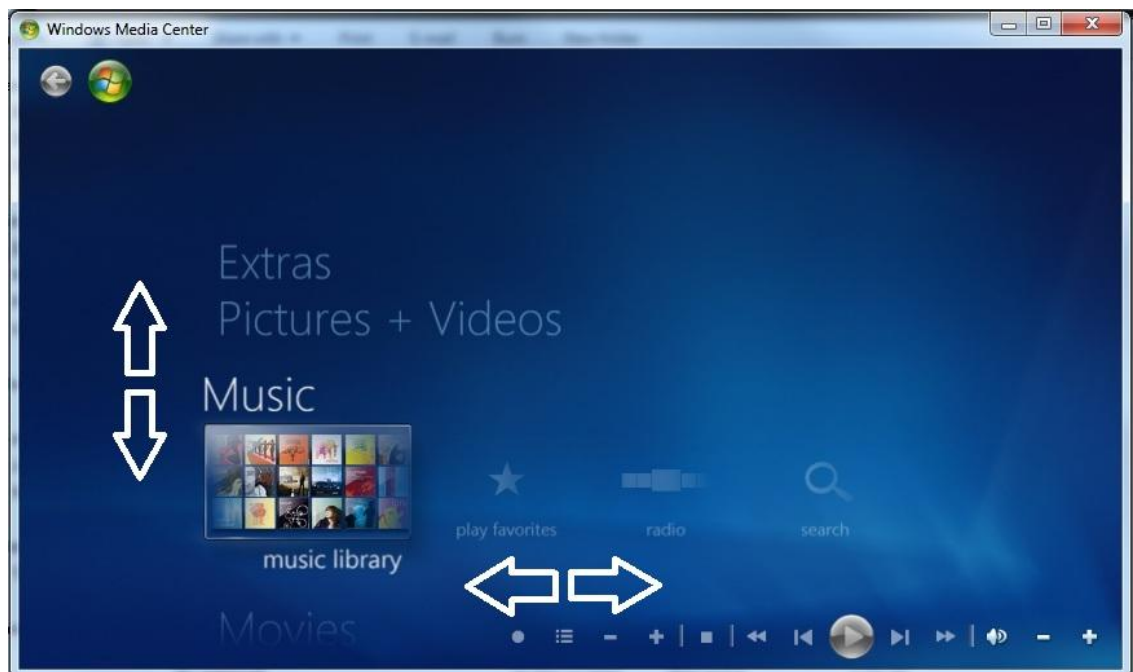 Windows Media Center
Extras
Pictures + Videos
Music
play favorites
radio
search
music library
Movies